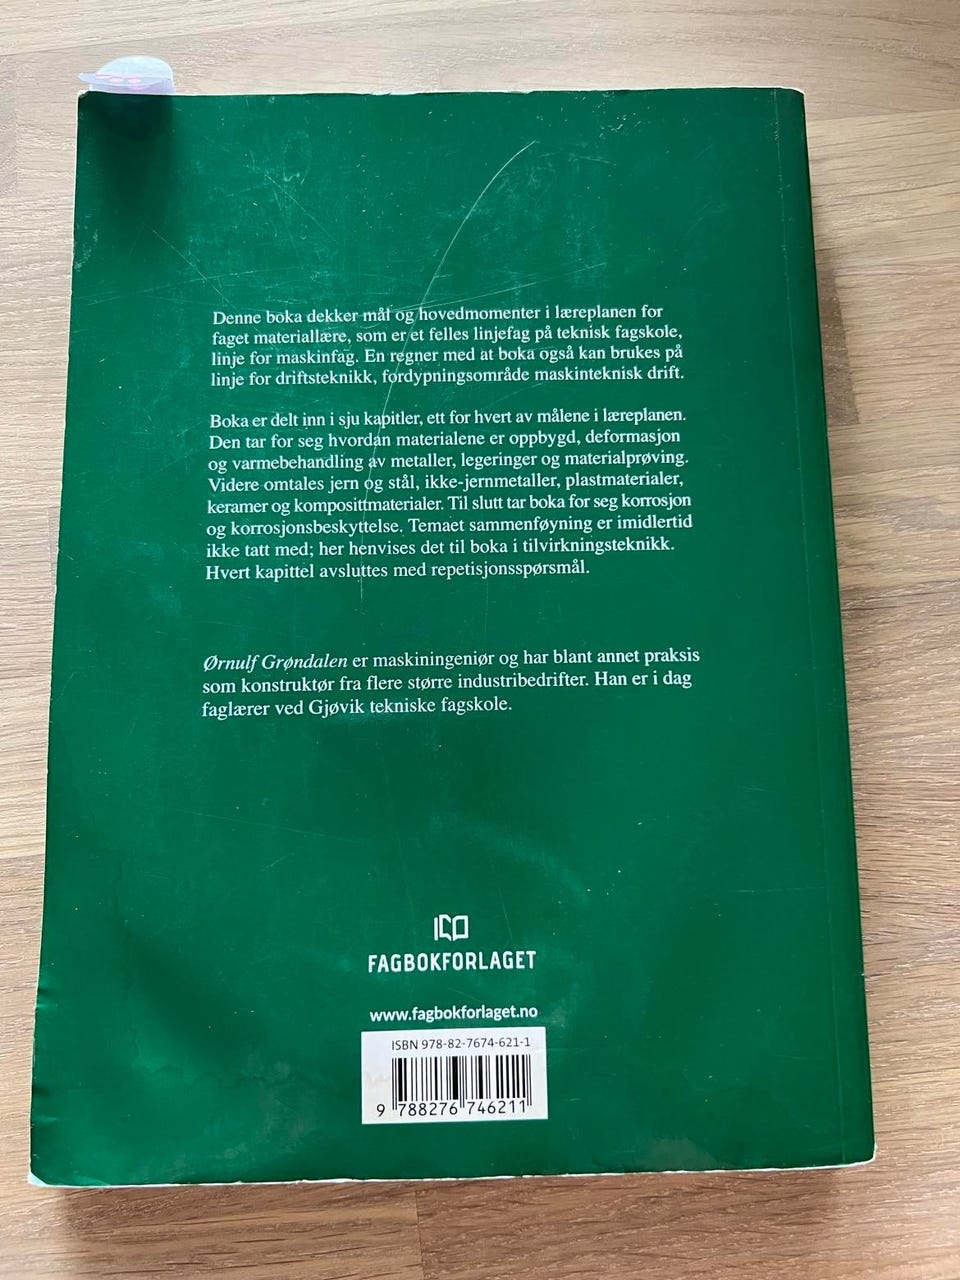 Denne boka dekker mål og hovedmomenter i læreplanen for
faget materiallære, som er et felles linjefag på teknisk fagskole,
linje for maskinfag. En regner med at boka også kan brukes på
linje for driftsteknikk, fordypningsområde maskinteknisk drift.
Boka er delt inn i sju kapitler, ett for hvert av målene i læreplanen.
Den tar for seg hvordan materialene er oppbygd, deformasjon
og varmebehandling av metaller, legeringer og materialprøving.
Videre omtales jern og stål, ikke-jernmetaller, plastmaterialer,
keramer og komposittmaterialer. Til slutt tar boka for seg korrosjon
og korrosjonsbeskyttelse. Temaet sammenføyning er imidlertid
ikke tatt med; her henvises det til boka i tilvirkningsteknikk.
Hvert kapittel avsluttes med repetisjonsspørsmål.
Ørnulf Grøndalen er maskiningeniør og har blant annet praksis
som konstruktør fra flere større industribedrifter. Han er i dag
faglærer ved Gjøvik tekniske fagskole.
FAGBOKFORLAGET
www.fagbokforlaget.no
ISBN 978-82-7674-621-1
9 788276 746211